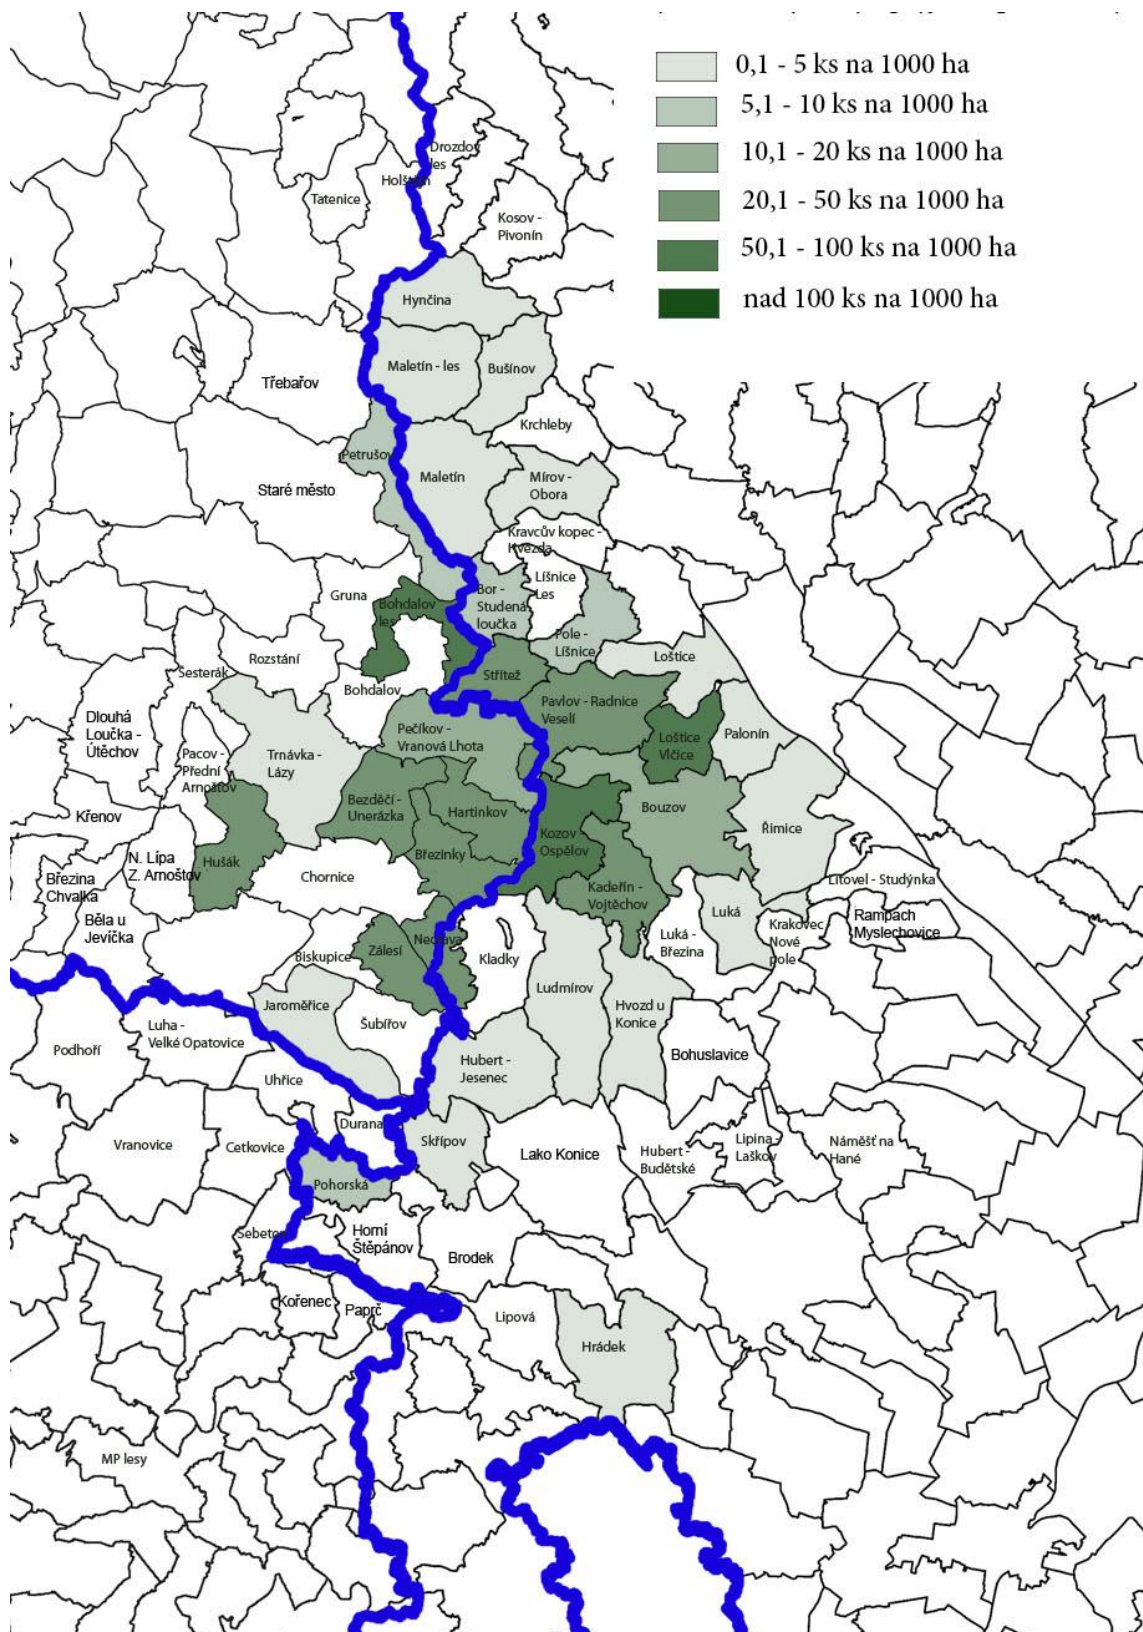 0,1 - 5 ks na 1000 ha
5,1 - 10 ks na 1000 ha
10,1 - 20 ks na 1000 ha
20,1 - 50 ks na 1000 ha
50,1 - 100 ks na 1000 ha
nad 100 ks na 1000 ha
Drozdov
les
Holštejn
Tatenice
Kosov -
Pivonín
Hynčina
Maletín - les
Bušínov
Třebařov
Krchleby
Petrušov
Maletín
Mírov -
Obora
Staré město
Kravcův kopec -
Hvězda
Líšnice
Les
Gruna
Bohdalov
les
Bor -
Studená
loučka
Pole -
Líšnice
Rozstání
Šesterák
Bohdalov
Střítež
Loštice
Dlouhá
Loučka -
Útěchov
Pečíkov -
Vranová Lhota
Pavlov - Radnice
Veselí
Loštice
Vlčice
Palonín
Pacov -
Přední
Arnoštov
Trnávka -
Lázy
Bezděčí -
Unerázka
Hartinkov
Bouzov
Křenov
Kozov
Ospělov
Řimice
Březinky
N. Lípa
Z. Arnoštov
Hušák
Chornice
Březina
Chvalka
Kadeřín -
Vojtěchov
Litovel - Studýnka
Běla u
Jevíčka
Luká
Krakovec
Nové
pole
Rampach
Myslechovice
Biskupice
Zálesí
Kladky
Luká -
Březina
Jaroměřice
Ludmírov
Hvozd u
Konice
Luha -
Velké Opatovice
Šubířov
Podhoří
Hubert -
Jesenec
Bohuslavice
Uhřice
Vranovice
Cetkovice
Durana
Skřípov
Lako Konice
Hubert -
Budětské
Lipina -
Laškov
Náměšť na
Hané
Pohorská
Horní
Štěpánov
Brodek
Kořenec
Paprč
Lipová
Hrádek
MP lesy